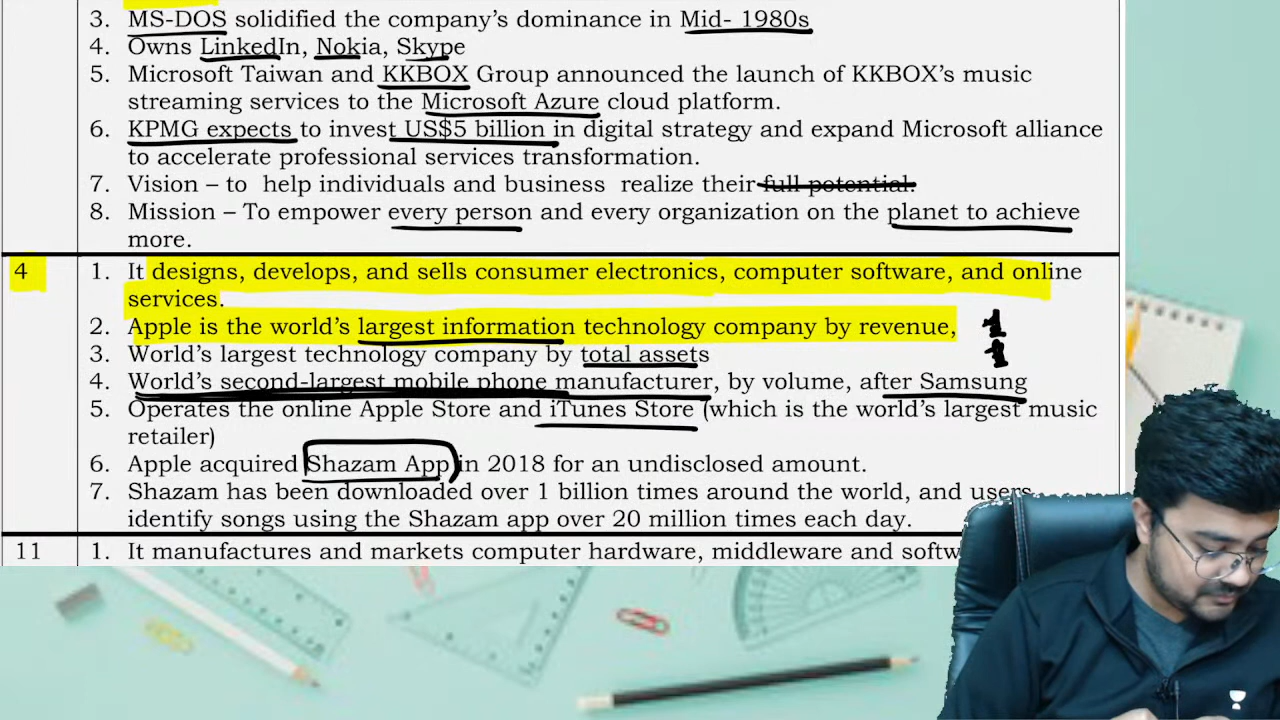 3. MS-DOS solidified the company's dominance in Mid- 1980s
4. Owns LinkedIn, Nokia, Skype
5. Microsoft Taiwan and KKBOX Group announced the launch of KKBOX's music
streaming services to the Microsoft Azure cloud platform.
6. KPMG expects to invest US$5 billion in digital strategy and expand Microsoft alliance
to accelerate professional services transformation.
7. Vision – to help individuals and business realize their full potential.
8. Mission – To empower every person and every organization on the planet to achieve
more.
4
1. It designs, develops, and sells consumer electronics, computer software, and online
services.
2. Apple is the world's largest information technology company by revenue, 1
3. World's largest technology company by total assets 1
4. World's second-largest mobile phone manufacturer, by volume, after Samsung
5. Operates the online Apple Store and iTunes Store (which is the world's largest music
retailer)
6. Apple acquired Shazam App in 2018 for an undisclosed amount.
7. Shazam has been downloaded over 1 billion times around the world, and users
identify songs using the Shazam app over 20 million times each day.
11
1. It manufactures and markets computer hardware, middleware and softw